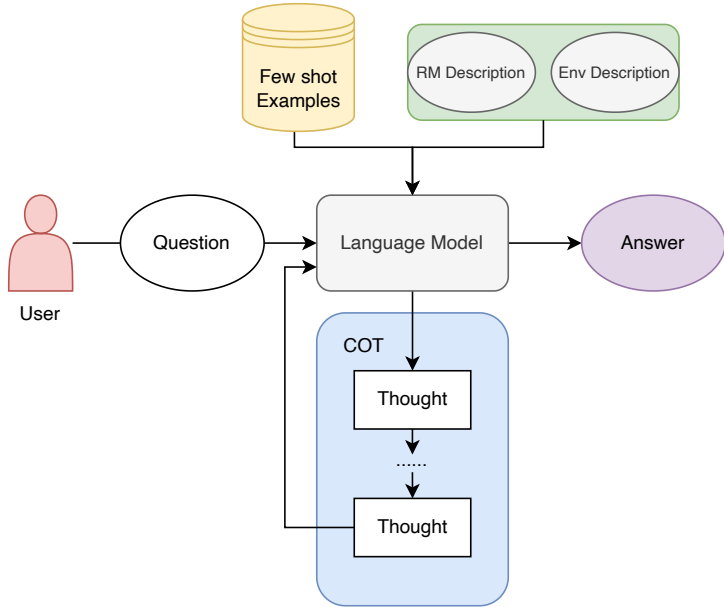 Few shot
Examples
RM Description
Env Description
User
Question
Language Model
Answer
COT
Thought
......
Thought